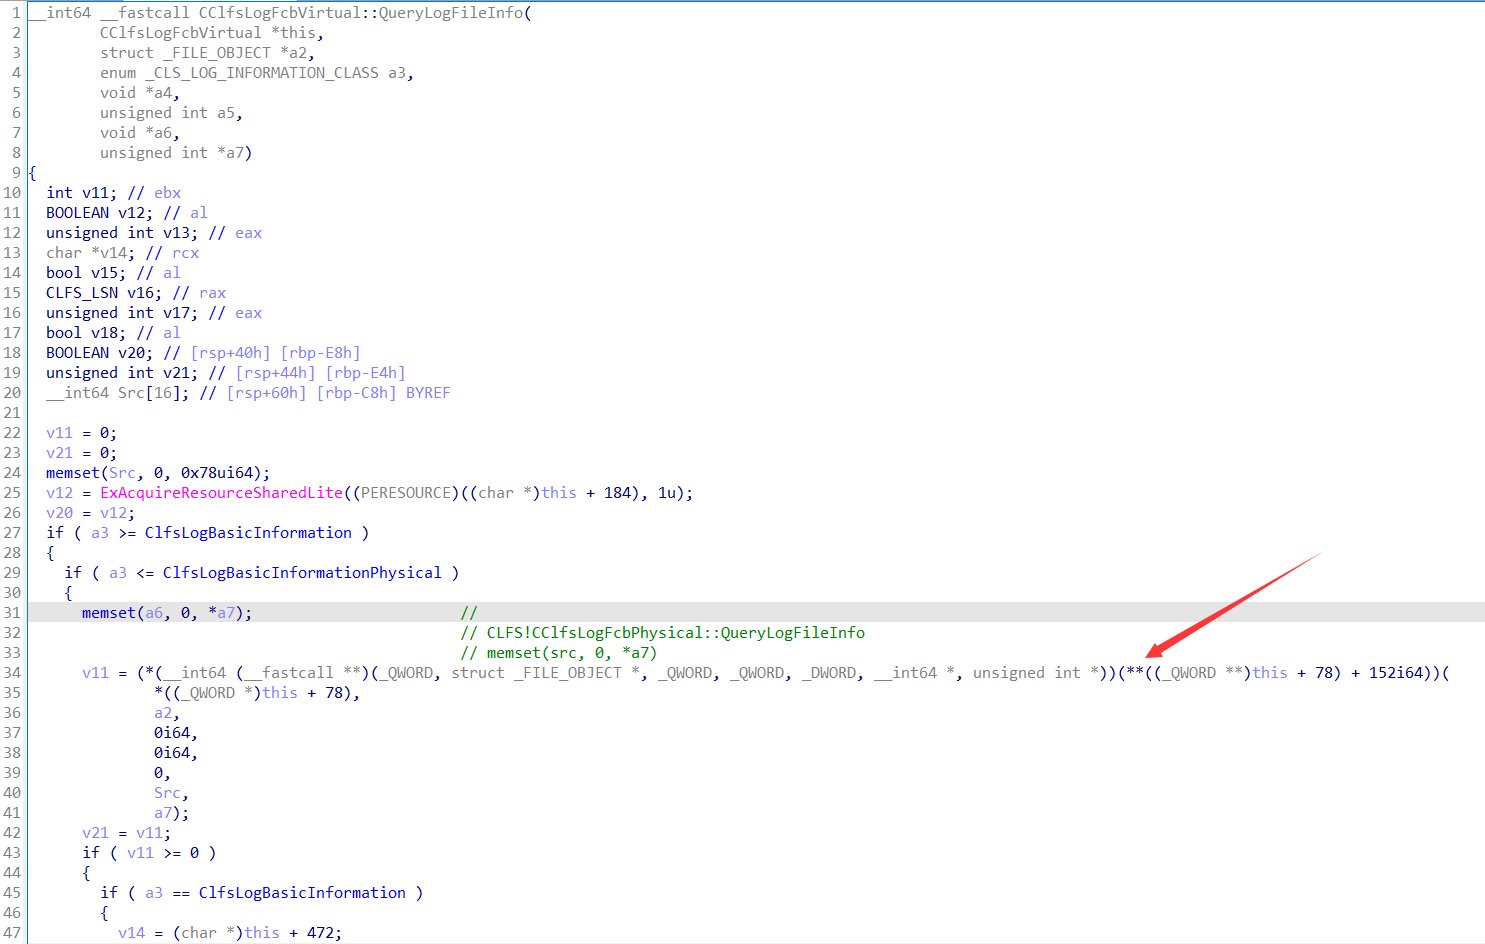 1 __int64 __fastcall CClfsLogFcbVirtual::QueryLogFileInfo(
2 CClfsLogFcbVirtual *this,
3 struct _FILE_OBJECT *a2,
4 enum _CLS_LOG_INFORMATION_CLASS a3,
5 void *a4,
6 unsigned int a5,
7 void *a6,
8 unsigned int *a7)
9 {
10 int v11; // ebx
11 BOOLEAN v12; // al
12 unsigned int v13; // eax
13 char *v14; // rcx
14 bool v15; // al
15 CLFS_LSN v16; // rax
16 unsigned int v17; // eax
17 bool v18; // al
18 BOOLEAN v20; // [rsp+40h] [rbp-E8h]
19 unsigned int v21; // [rsp+44h] [rbp-E4h]
20 __int64 Src[16]; // [rsp+60h] [rbp-C8h] BYREF
21
22 v11 = 0;
23 v21 = 0;
24 memset(Src, 0, 0x78ui64);
25 v12 = ExAcquireResourceSharedLite((PERESOURCE)((char *)this + 184), 1u);
26 v20 = v12;
27 if ( a3 >= ClfsLogBasicInformation )
28 {
29 if ( a3 <= ClfsLogBasicInformationPhysical )
30 {
31 memset(a6, 0, *a7); //
32 // CLFS!CClfsLogFcbPhysical::QueryLogFileInfo
33 // memset(src, 0, *a7)
34 v11 = (*(__int64 (__fastcall **)(_QWORD, struct _FILE_OBJECT *, _QWORD, _QWORD, _DWORD, __int64 *, unsigned int *))(**((_QWORD **)this + 78) + 152i64))(
35 *((_QWORD *)this + 78),
36 a2,
37 0i64,
38 0i64,
39 0,
40 Src,
41 a7);
42 v21 = v11;
43 if ( v11 >= 0 )
44 {
45 if ( a3 == ClfsLogBasicInformation )
46 {
47 v14 = (char *)this + 472;